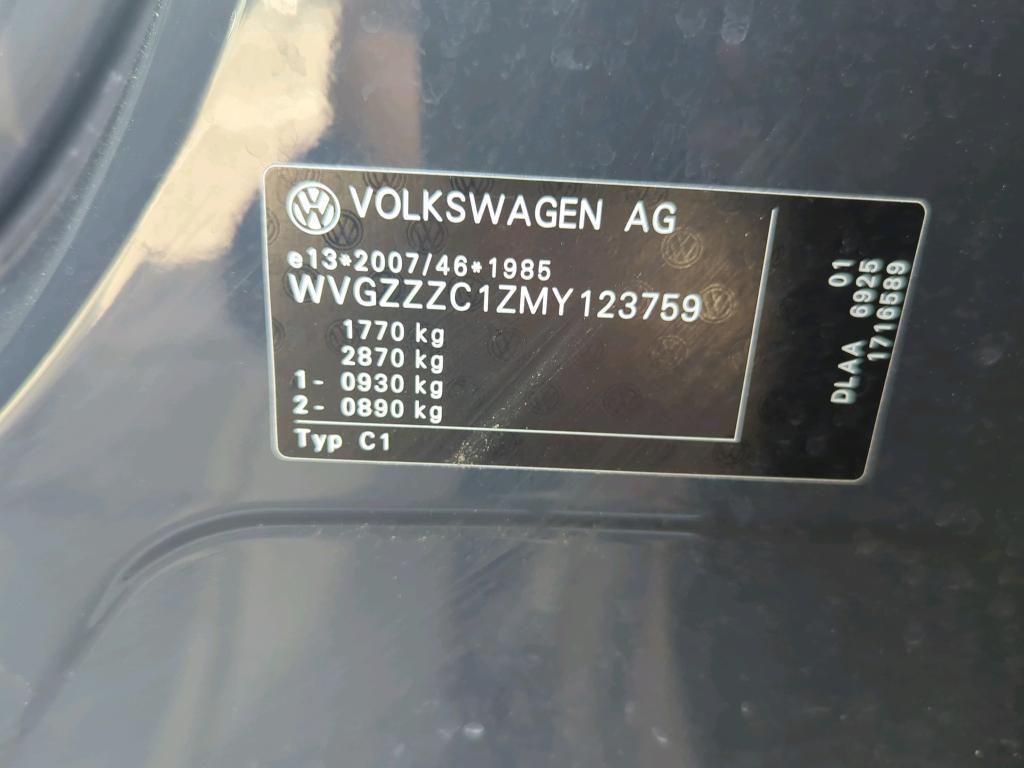 VOLKSWAGEN AG
e13*2007/46*1985
WVGZZZC1ZMY123759
1770 kg
2870 kg
1- 0930 kg
2- 0890 kg
Typ C1
01
DLAA 6925
1716589